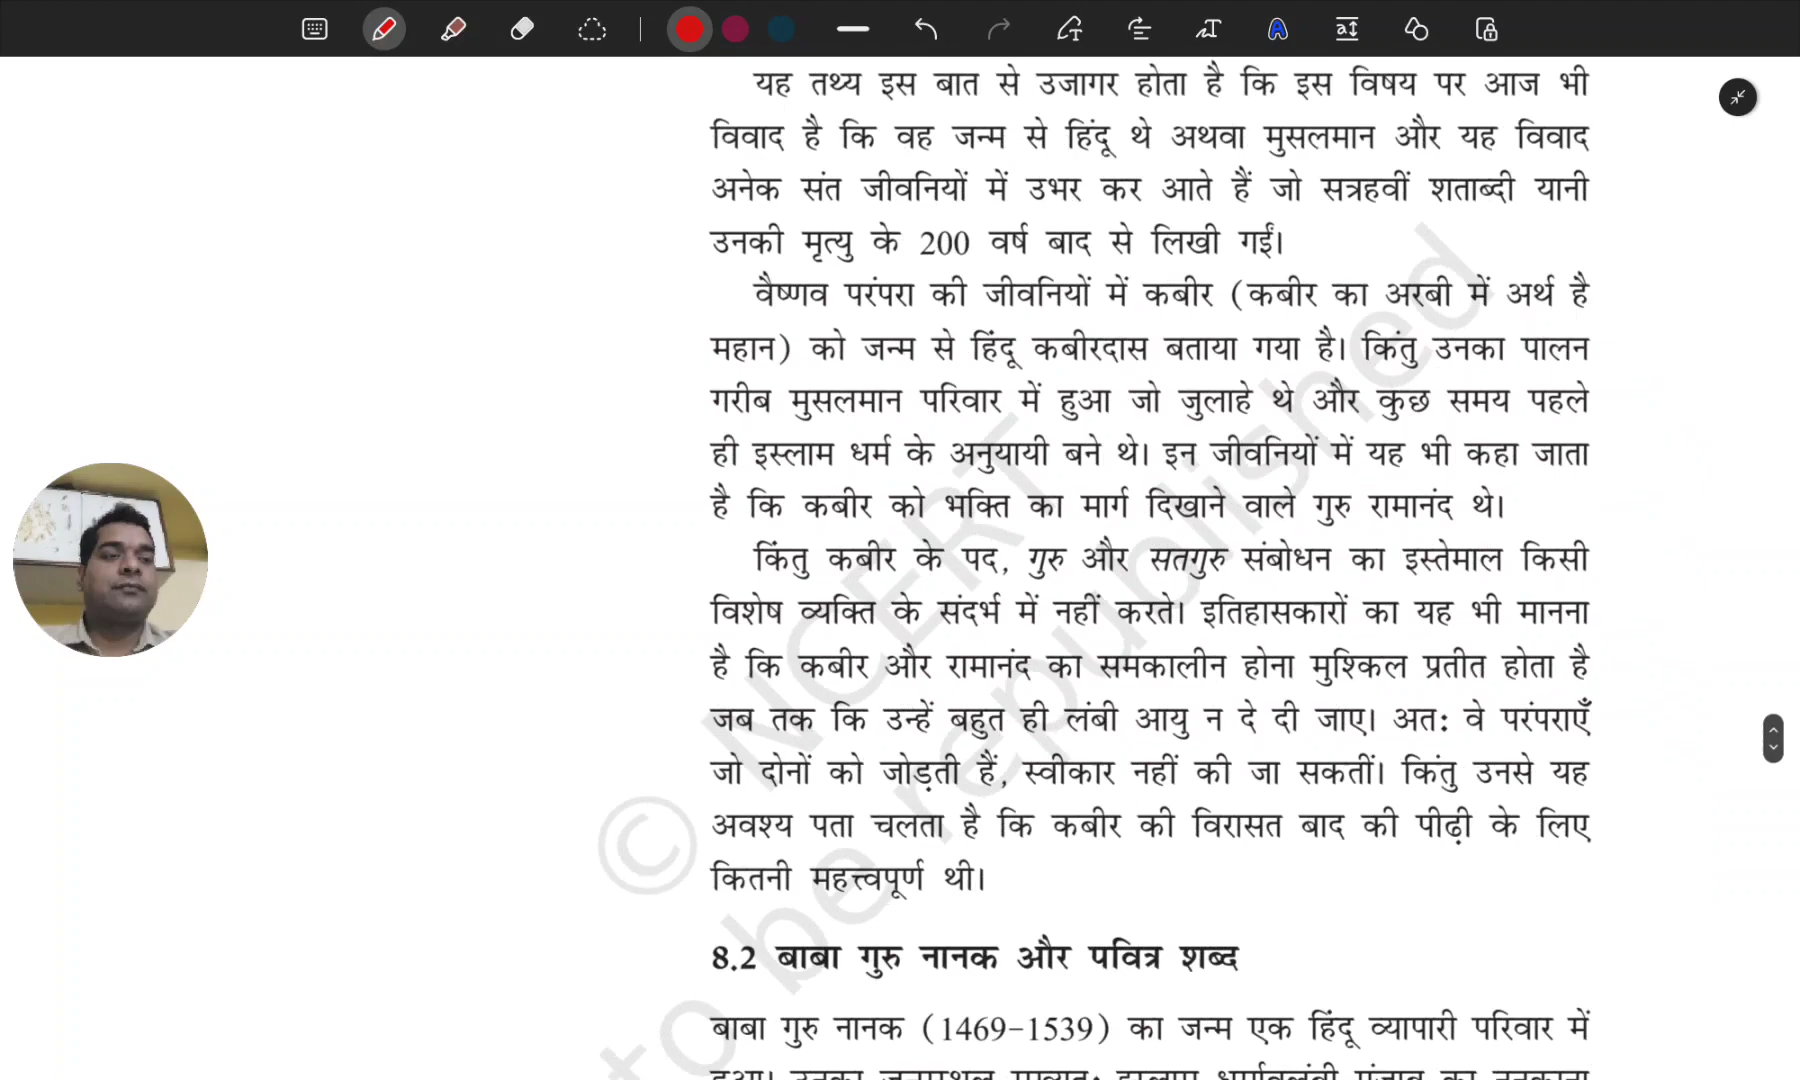 यह तथ्य इस बात से उजागर होता है कि इस विषय पर आज भी
विवाद है कि वह जन्म से हिंदू थे अथवा मुसलमान और यह विवाद
अनेक संत जीवनियों में उभर कर आते हैं जो सत्रहवीं शताब्दी यानी
उनकी मृत्यु के 200 वर्ष बाद से लिखी गईं।
वैष्णव परंपरा की जीवनियों में कबीर (कबीर का अरबी में अर्थ है
महान) को जन्म से हिंदू कबीरदास बताया गया है। किंतु उनका पालन
गरीब मुसलमान परिवार में हुआ जो जुलाहे थे और कुछ समय पहले
ही इस्लाम धर्म के अनुयायी बने थे। इन जीवनियों में यह भी कहा जाता
है कि कबीर को भक्ति का मार्ग दिखाने वाले गुरु रामानंद थे।
किंतु कबीर के पद, गुरु और सतगुरु संबोधन का इस्तेमाल किसी
विशेष व्यक्ति के संदर्भ में नहीं करते। इतिहासकारों का यह भी मानना
है कि कबीर और रामानंद का समकालीन होना मुश्किल प्रतीत होता है
जब तक कि उन्हें बहुत ही लंबी आयु न दे दी जाए। अतः वे परंपराएँ
जो दोनों को जोड़ती हैं, स्वीकार नहीं की जा सकतीं। किंतु उनसे यह
अवश्य पता चलता है कि कबीर की विरासत बाद की पीढ़ी के लिए
कितनी महत्त्वपूर्ण थी।
8.2 बाबा गुरु नानक और पवित्र शब्द
बाबा गुरु नानक (1469-1539) का जन्म एक हिंदू व्यापारी परिवार में
© NCERT
to be republished